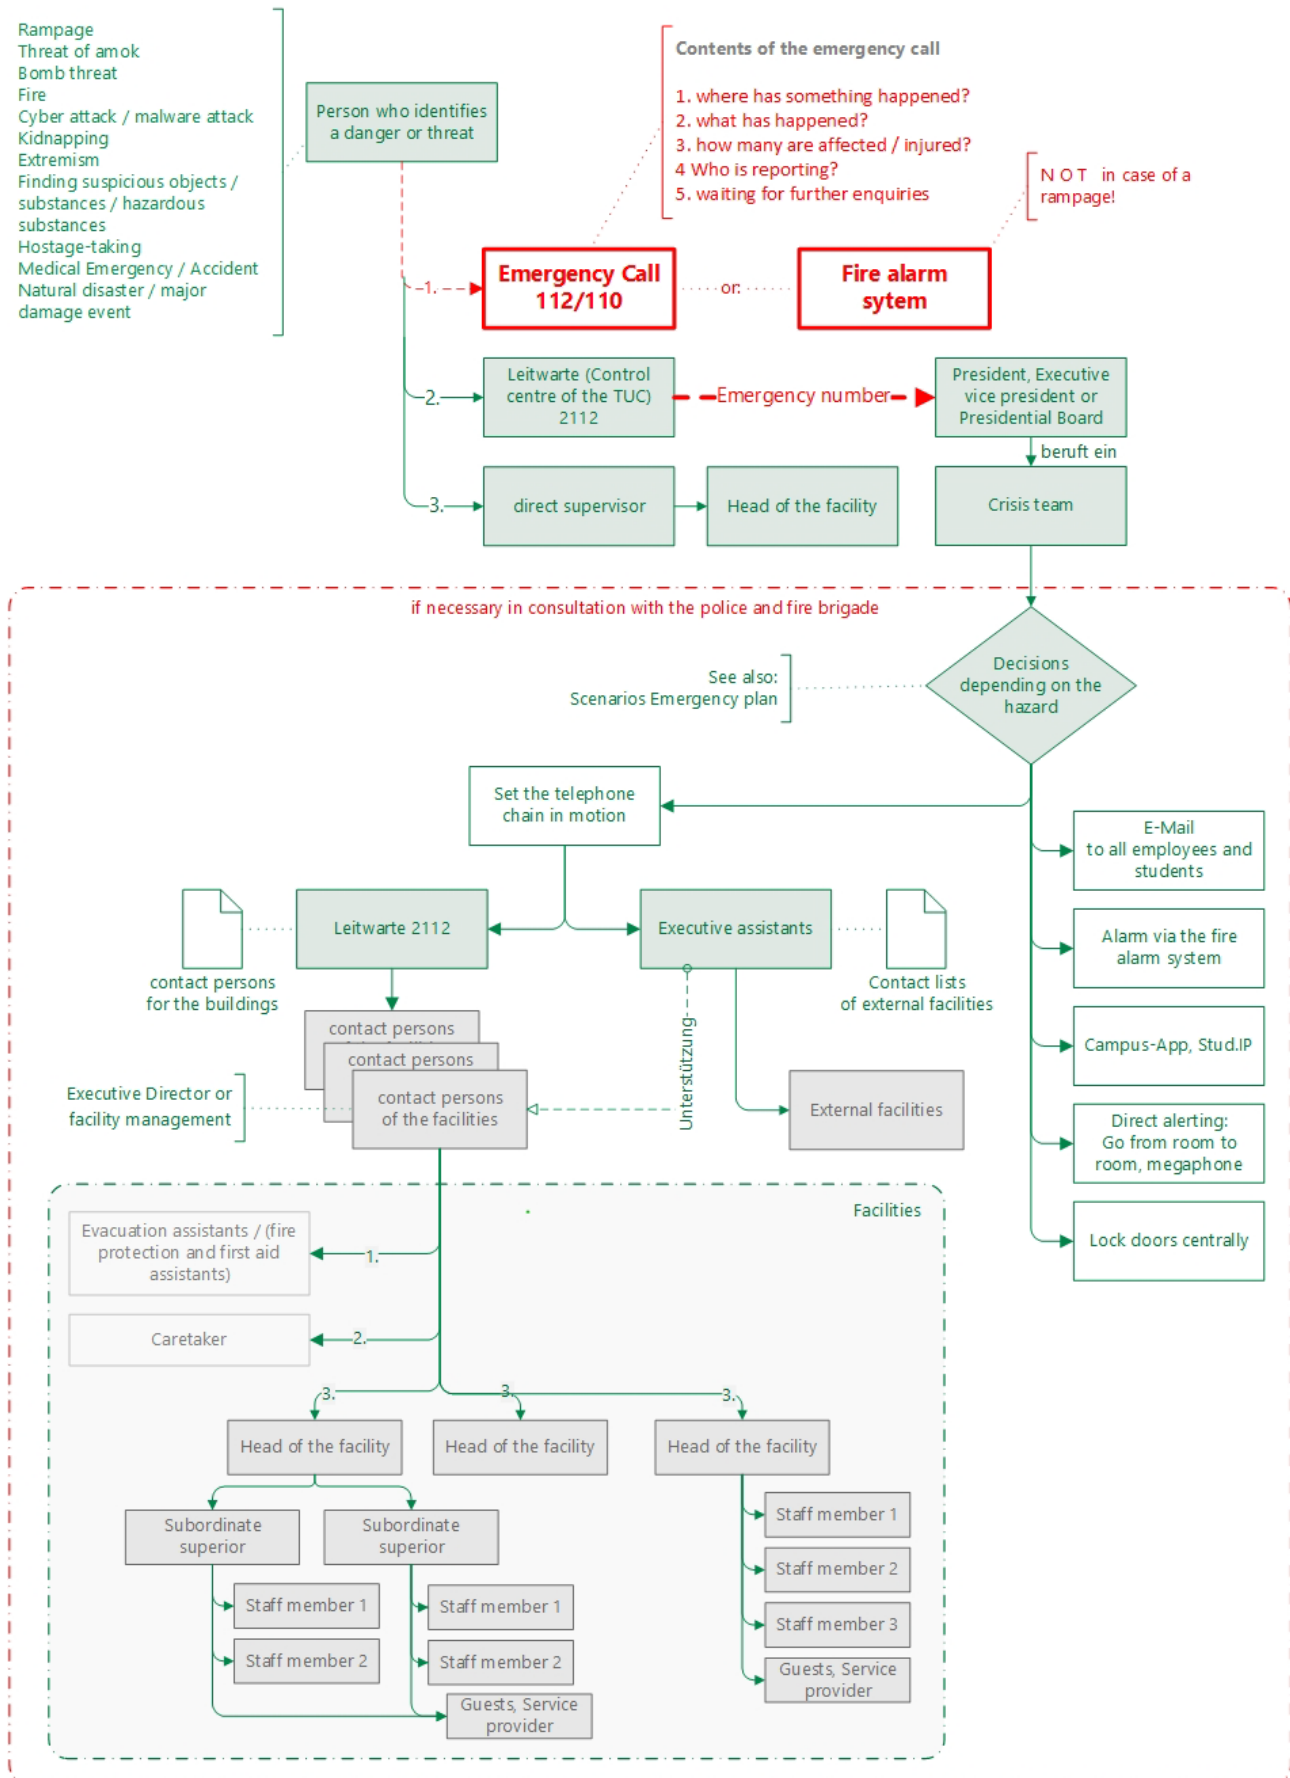 Rampage
Threat of amok
Bomb threat
Fire
Cyber attack / malware attack
Kidnapping
Extremism
Finding suspicious objects /
substances / hazardous
substances
Hostage-taking
Medical Emergency / Accident
Natural disaster / major
damage event
Person who identifies
a danger or threat
Contents of the emergency call
1. where has something happened?
2. what has happened?
3. how many are affected / injured?
4 Who is reporting?
5. waiting for further enquiries
N O T in case of a
rampage!
1.
Emergency Call
112/110
or
Fire alarm
sytem
2.
Leitwarte (Control
centre of the TUC)
2112
Emergency number
President, Executive
vice president or
Presidential Board
beruft ein
3.
direct supervisor
Head of the facility
Crisis team
if necessary in consultation with the police and fire brigade
Decisions
depending on the
hazard
See also:
Scenarios Emergency plan
Set the telephone
chain in motion
E-Mail
to all employees and
students
Leitwarte 2112
Executive assistants
contact persons
for the buildings
Contact lists
of external facilities
Alarm via the fire
alarm system
contact persons
contact persons
contact persons
of the facilities
Executive Director or
facility management
Unterstützung
External facilities
Campus-App, Stud.IP
Direct alerting:
Go from room to
room, megaphone
Lock doors centrally
Facilities
Evacuation assistants / (fire
protection and first aid
assistants)
1.
Caretaker
2.
3.
3.
3.
Head of the facility
Head of the facility
Head of the facility
Subordinate
superior
Subordinate
superior
Staff member 1
Staff member 2
Staff member 1
Staff member 2
Guests, Service
provider
Staff member 1
Staff member 2
Staff member 3
Guests, Service
provider